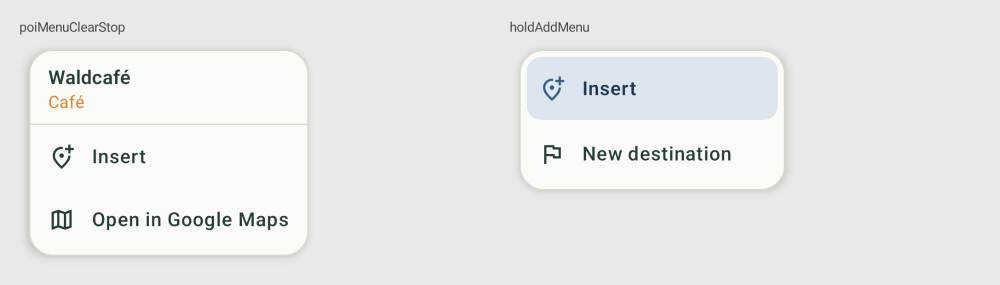 poiMenuClearStop
Waldcafé
Café
Insert
Open in Google Maps
holdAddMenu
Insert
New destination